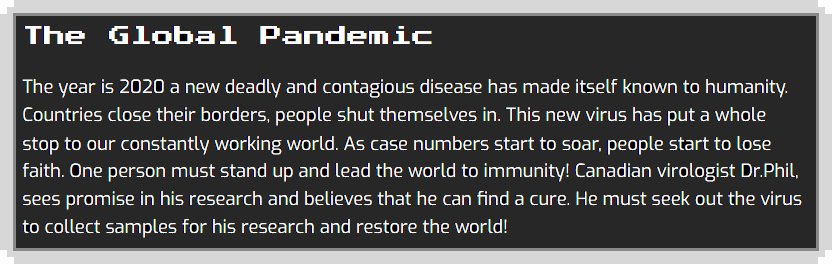 The Global Pandemic
The year is 2020 a new deadly and contagious disease has made itself known to humanity.
Countries close their borders, people shut themselves in. This new virus has put a whole
stop to our constantly working world. As case numbers start to soar, people start to lose
faith. One person must stand up and lead the world to immunity! Canadian virologist Dr.Phil,
sees promise in his research and believes that he can find a cure. He must seek out the virus
to collect samples for his research and restore the world!